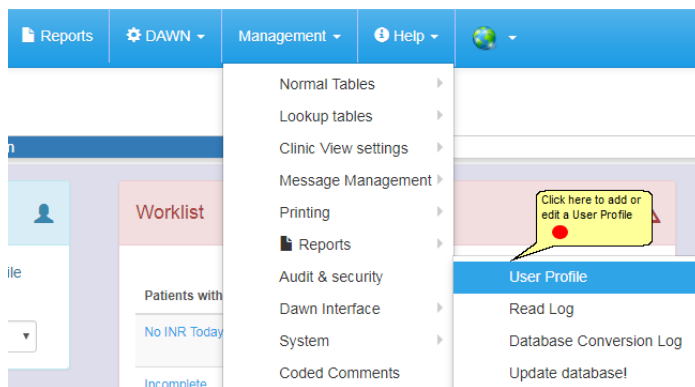 Reports
DAWN
Management
Help
Normal Tables
Lookup tables
Clinic View settings
Message Management
Printing
Reports
Audit & security
Dawn Interface
System
Coded Comments
n
ile
Worklist
Patients with
No INR Today
Incomplete
Click here to add or
edit a User Profile
User Profile
Read Log
Database Conversion Log
Update database!